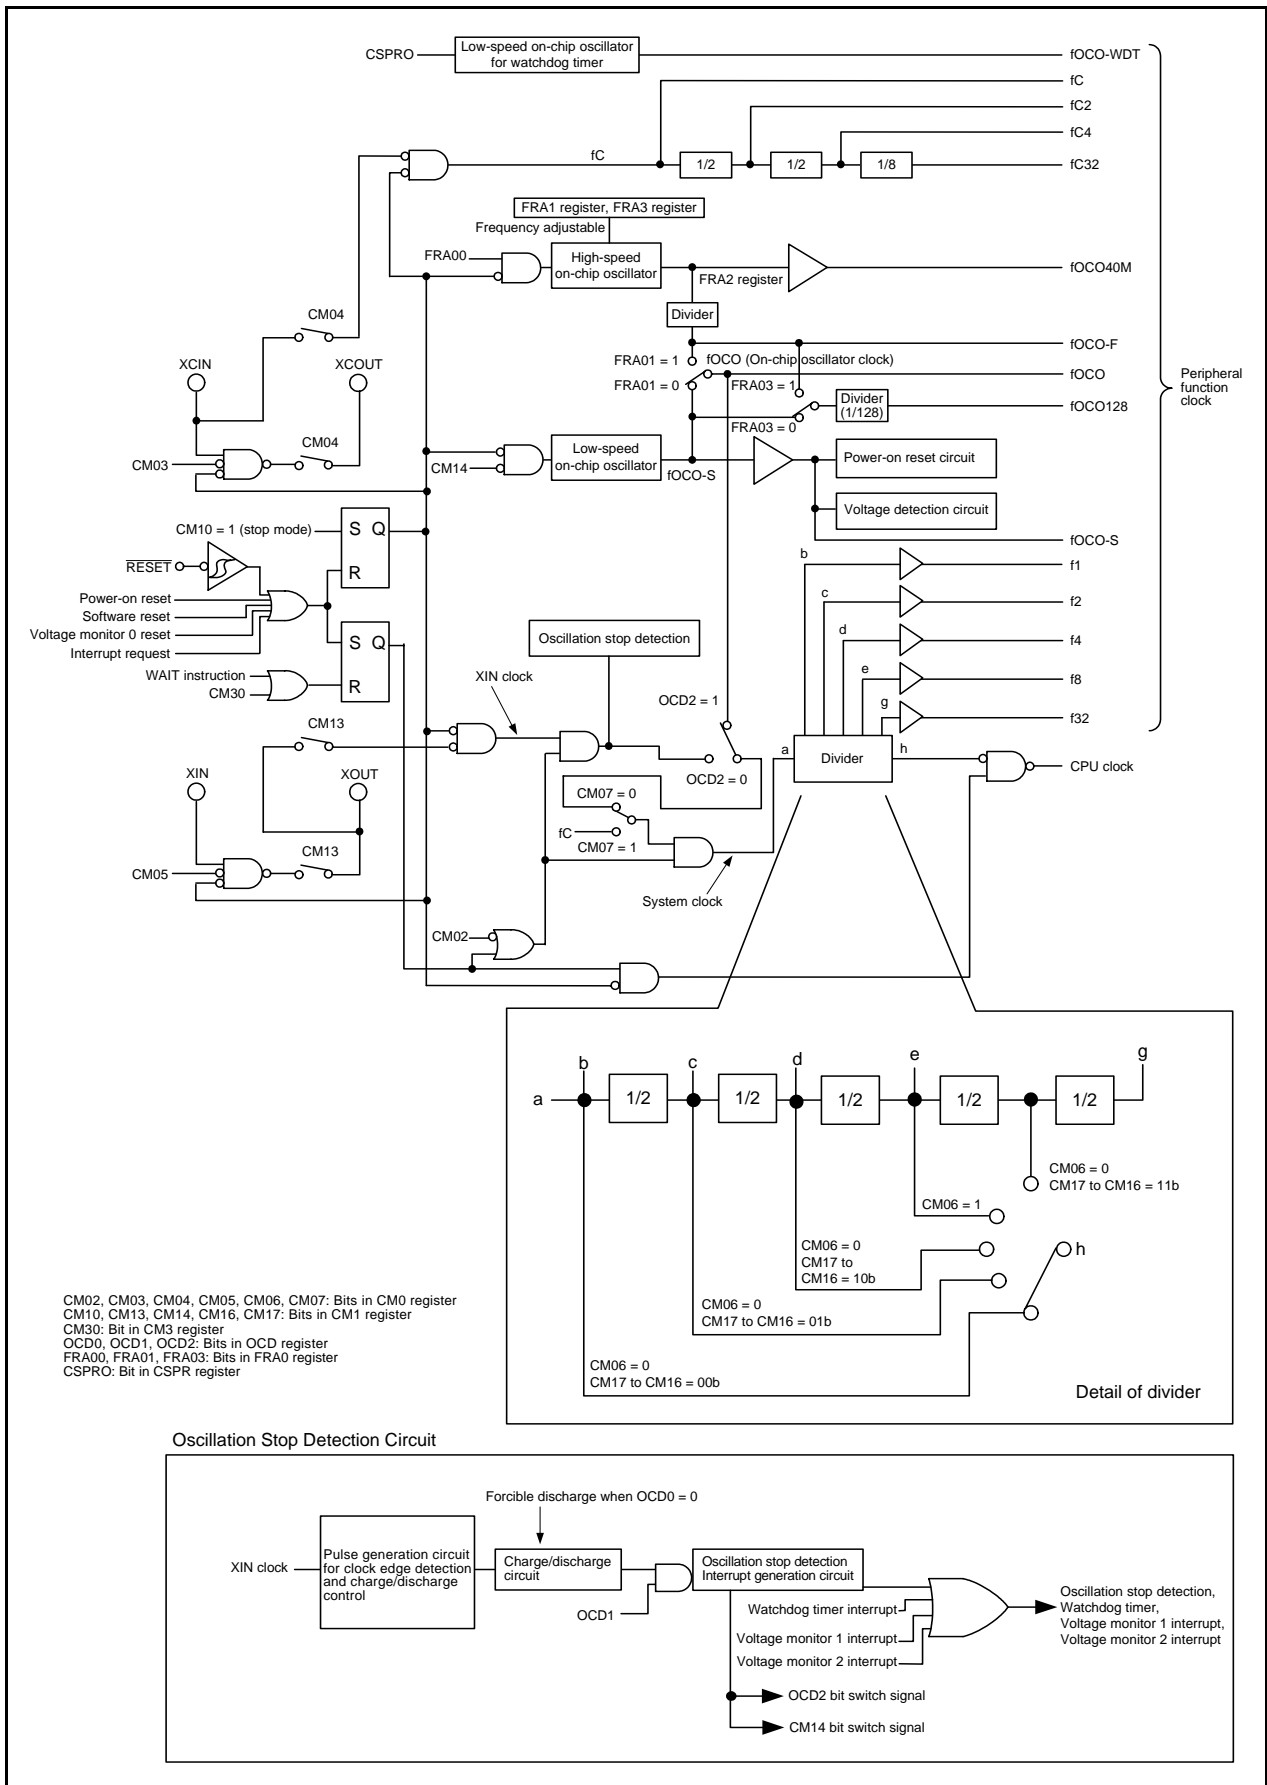 CSPRO
Low-speed on-chip oscillator
for watchdog timer
fOCO-WDT
fC
fC2
fC4
fC
1/2
1/2
1/8
fC32
FRA1 register, FRA3 register
Frequency adjustable
FRA00
High-speed
on-chip oscillator
FRA2 register
fOCO40M
Divider
CM04
fOCO-F
XCIN
XCOUT
FRA01 = 1
fOCO (On-chip oscillator clock)
FRA01 = 0
FRA03 = 1
fOCO
Peripheral
function
clock
Divider
(1/128)
fOCO128
FRA03 = 0
CM04
CM03
CM14
Low-speed
on-chip oscillator
fOCO-S
Power-on reset circuit
Voltage detection circuit
CM10 = 1 (stop mode)
S Q
R
fOCO-S
RESET
b
f1
Power-on reset
Software reset
Voltage monitor 0 reset
Interrupt request
c
f2
S Q
R
Oscillation stop detection
d
f4
WAIT instruction
CM30
XIN clock
e
f8
OCD2 = 1
g
f32
CM13
a
Divider
h
CPU clock
XIN
XOUT
OCD2 = 0
CM07 = 0
fC
CM07 = 1
CM13
CM05
System clock
CM02
b
c
d
e
g
a
1/2
1/2
1/2
1/2
1/2
CM06 = 0
CM17 to CM16 = 11b
CM06 = 1
CM06 = 0
CM17 to
CM16 = 10b
h
CM06 = 0
CM17 to CM16 = 01b
CM06 = 0
CM17 to CM16 = 00b
Detail of divider
CM02, CM03, CM04, CM05, CM06, CM07: Bits in CM0 register
CM10, CM13, CM14, CM16, CM17: Bits in CM1 register
CM30: Bit in CM3 register
OCD0, OCD1, OCD2: Bits in OCD register
FRA00, FRA01, FRA03: Bits in FRA0 register
CSPRO: Bit in CSPR register
Oscillation Stop Detection Circuit
Forcible discharge when OCD0 = 0
XIN clock
Pulse generation circuit
for clock edge detection
and charge/discharge
control
Charge/discharge
circuit
OCD1
Oscillation stop detection
Interrupt generation circuit
Watchdog timer interrupt
Voltage monitor 1 interrupt
Voltage monitor 2 interrupt
Oscillation stop detection,
Watchdog timer,
Voltage monitor 1 interrupt,
Voltage monitor 2 interrupt
OCD2 bit switch signal
CM14 bit switch signal